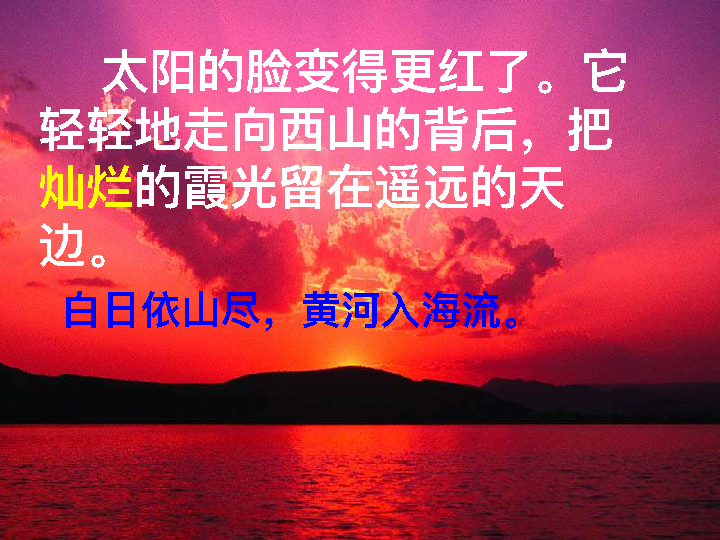 太阳的脸变得更红了。它
轻轻地走向西山的背后，把
灿烂的霞光留在遥远的天
边。
白日依山尽，黄河入海流。